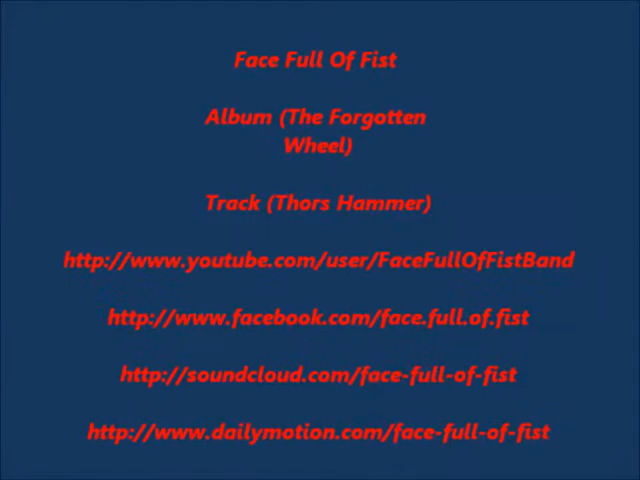 Face Full Of Fist
Album (The Forgotten
Wheel)
Track (Thors Hammer)
http://www.youtube.com/user/FaceFullOfFistBand
http://www.facebook.com/face.full.of.fist
http://soundcloud.com/face-full-of-fist
http://www.dailymotion.com/face-full-of-fist